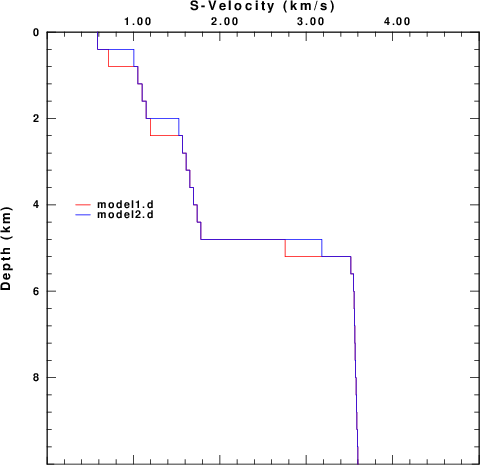 S-Velocity (km/s)
1.00 2.00 3.00 4.00
0
2
4
6
8
Depth (km)
model1.d
model2.d